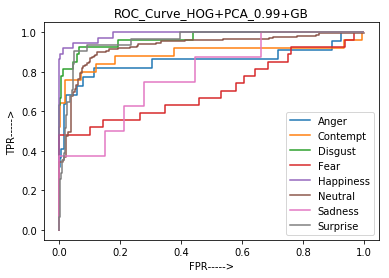 ROC_Curve_HOG+PCA_0.99+GB
TPR----->
1.0
0.8
0.6
0.4
0.2
0.0
0.0 0.2 0.4 0.6 0.8 1.0
FPR----->
Anger
Contempt
Disgust
Fear
Happiness
Neutral
Sadness
Surprise